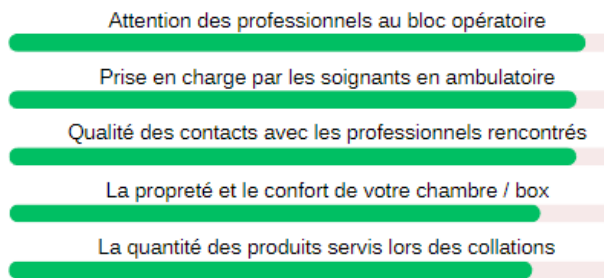 Attention des professionnels au bloc opératoire
Prise en charge par les soignants en ambulatoire
Qualité des contacts avec les professionnels rencontrés
La propreté et le confort de votre chambre / box
La quantité des produits servis lors des collations